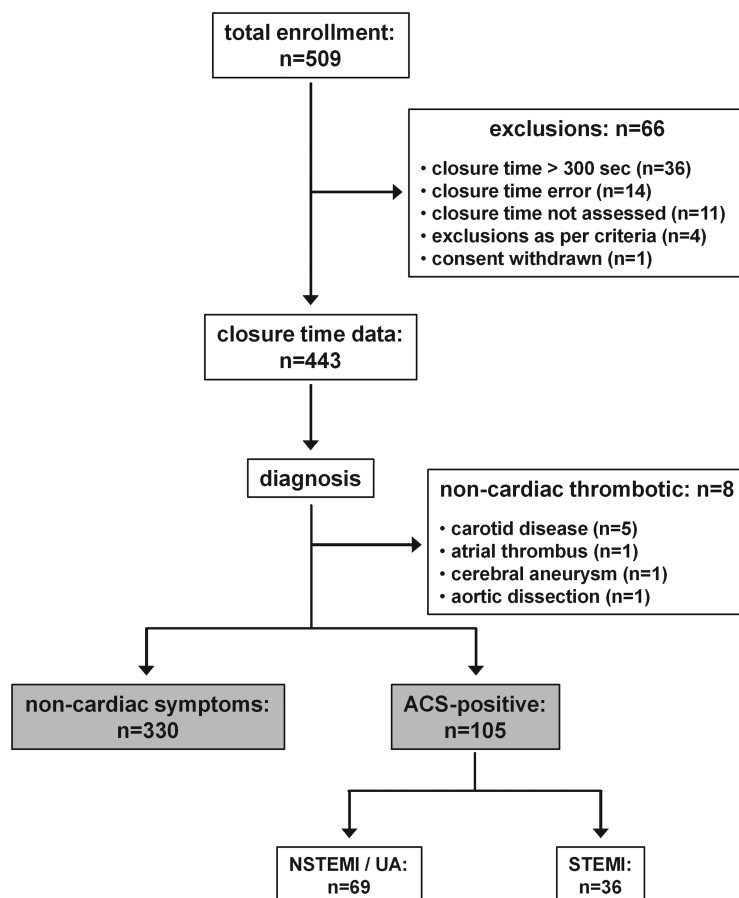 total enrollment:
n=509
exclusions: n=66
• closure time > 300 sec (n=36)
• closure time error (n=14)
• closure time not assessed (n=11)
• exclusions as per criteria (n=4)
• consent withdrawn (n=1)
closure time data:
n=443
diagnosis
non-cardiac thrombotic: n=8
• carotid disease (n=5)
• atrial thrombus (n=1)
• cerebral aneurysm (n=1)
• aortic dissection (n=1)
non-cardiac symptoms:
n=330
ACS-positive:
n=105
NSTEMI / UA:
n=69
STEMI:
n=36